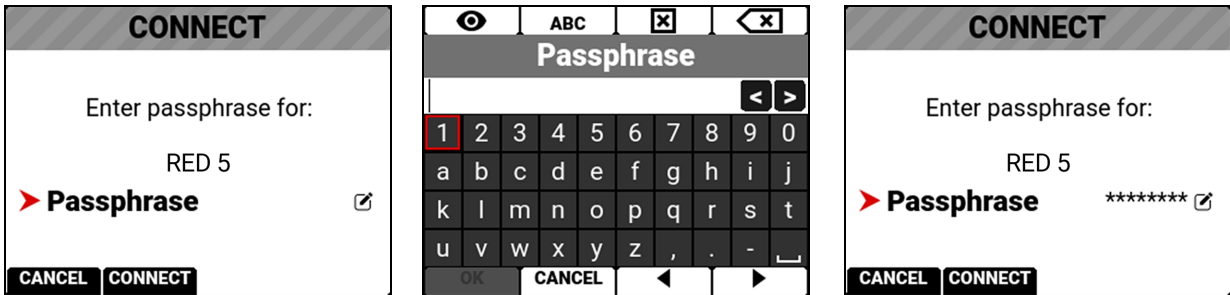 CONNECT
Enter passphrase for:
RED 5
Passphrase
CANCEL CONNECT
ABC
Passphrase
< >
1 2 3 4 5 6 7 8 9 0
a b c d e f g h i j
k l m n o p q r s t
u v w x y z , . -
OK CANCEL
CONNECT
Enter passphrase for:
RED 5
Passphrase ********
CANCEL CONNECT